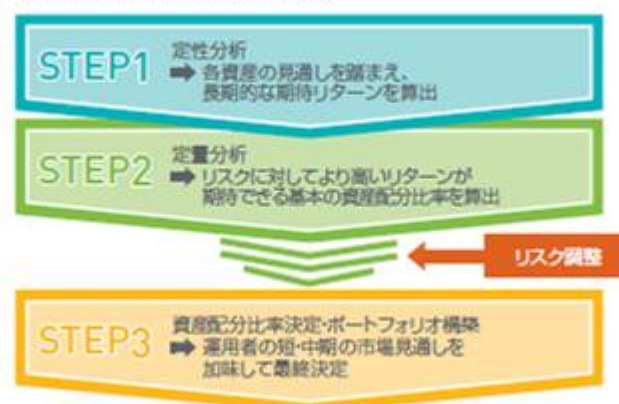 STEP1
定性分析
➡ 各資産の見通しを踏まえ、
長期的な期待リターンを算出
STEP2
定量分析
➡ リスクに対してより高いリターンが
期待できる基本の資産配分比率を算出
リスク調整
STEP3
資産配分比率決定・ポートフォリオ構築
➡ 運用者の短・中期の市場見通しを
加味して最終決定